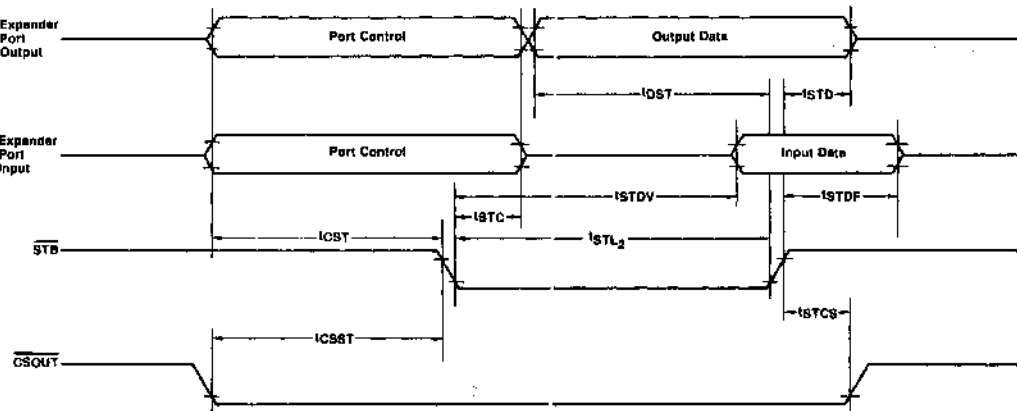 Expander
Port
Output
Port Control
Output Data
tDST
tSTD
Expander
Port
Input
Port Control
Input Data
tSTDV
tSTDF
tSTC
tCST
tSTL2
STB
tSTCS
tCSST
CSOUT